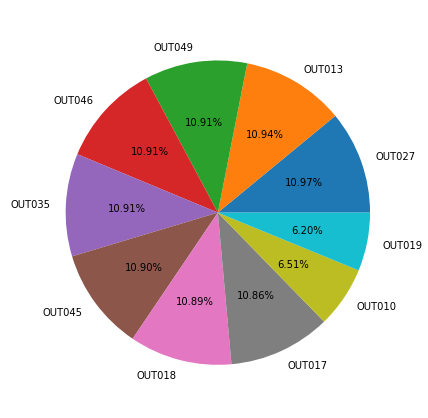 OUT049
OUT013
OUT046
OUT027
10.91%
10.94%
10.91%
10.97%
OUT035
10.91%
6.20%
OUT019
10.90%
6.51%
10.89%
10.86%
OUT010
OUT045
OUT017
OUT018